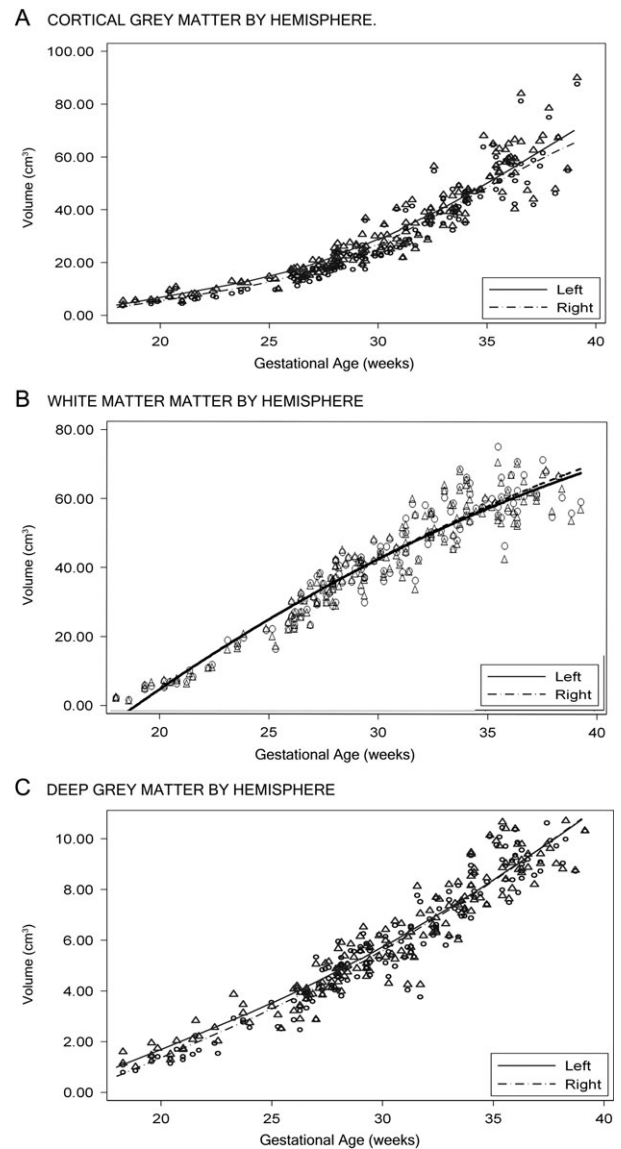 A CORTICAL GREY MATTER BY HEMISPHERE.
100.00
80.00
60.00
40.00
20.00
0.00
Volume (cm³)
Left
Right
20 25 30 35 40
Gestational Age (weeks)
B WHITE MATTER MATTER BY HEMISPHERE
80.00
60.00
40.00
20.00
0.00
Volume (cm³)
Left
Right
20 25 30 35 40
Gestational Age (weeks)
C DEEP GREY MATTER BY HEMISPHERE
10.00
8.00
6.00
4.00
2.00
0.00
Volume (cm³)
Left
Right
20 25 30 35 40
Gestational Age (weeks)